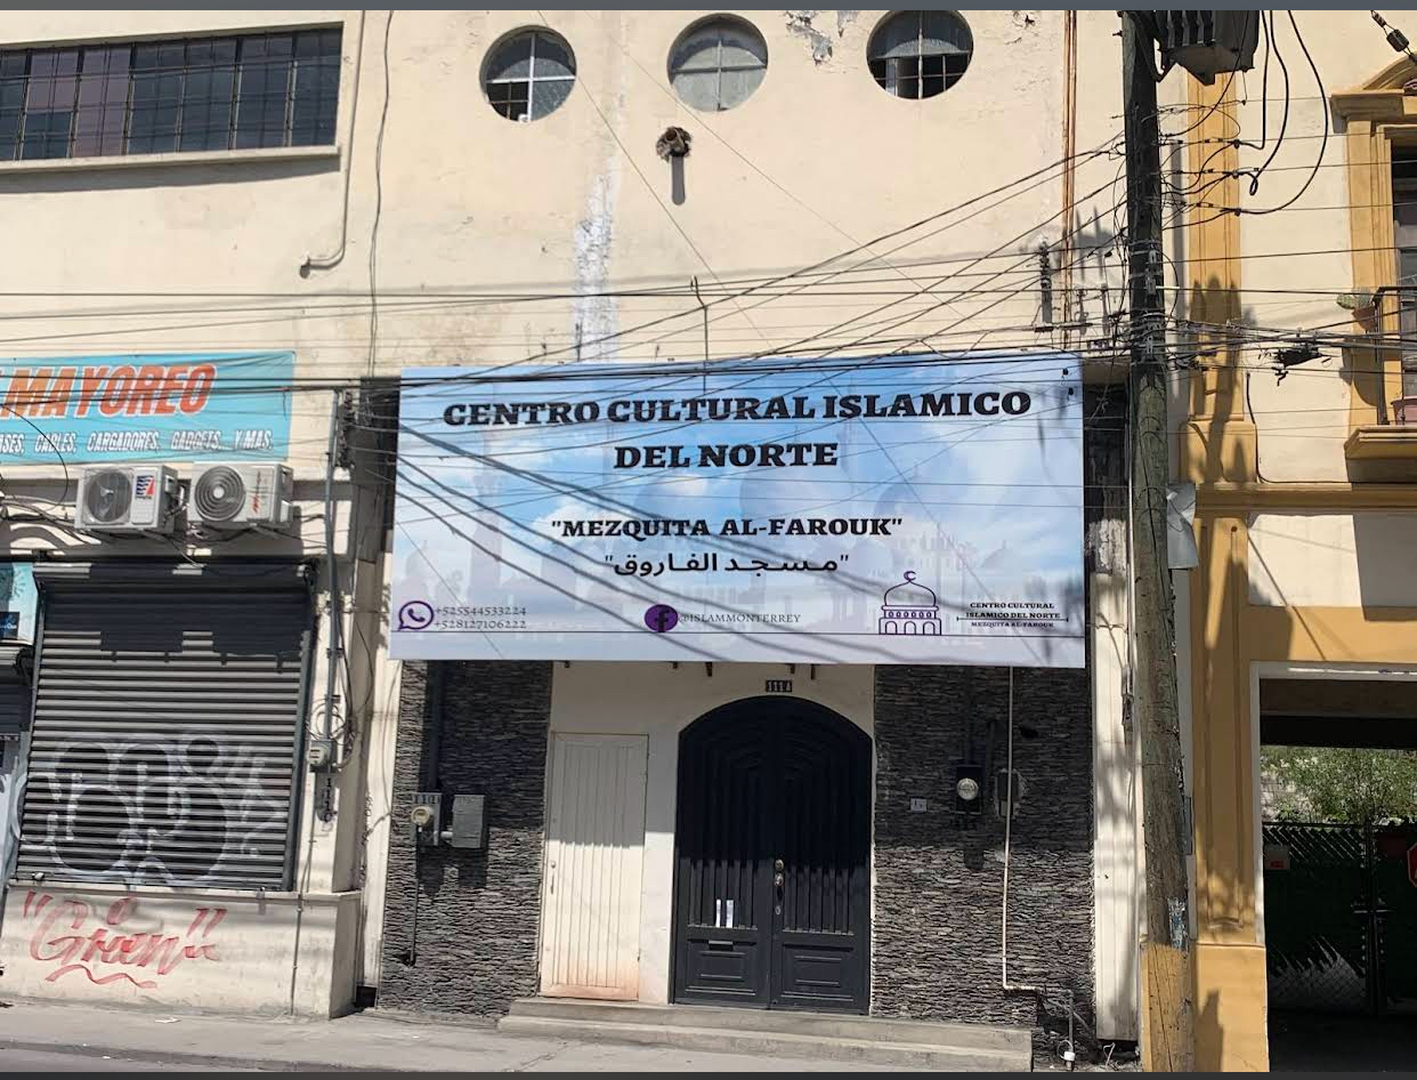 MAYOREO
CABLES, CARGADORES, GADGETS Y MAS.
CENTRO CULTURAL ISLAMICO
DEL NORTE
"MEZQUITA AL-FAROUK"
"مسجد الفاروق"
+525544533224
+528127106222
@ISLAMMONTERREY
CENTRO CULTURAL
ISLAMICO DEL NORTE
MEZQUITA AL-FAROUK
"Green"